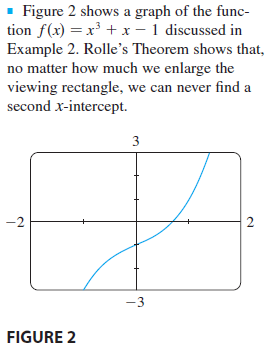 Figure 2 shows a graph of the func-
tion f(x) = x³ + x − 1 discussed in
Example 2. Rolle's Theorem shows that,
no matter how much we enlarge the
viewing rectangle, we can never find a
second x-intercept.
3
−2
2
−3
FIGURE 2